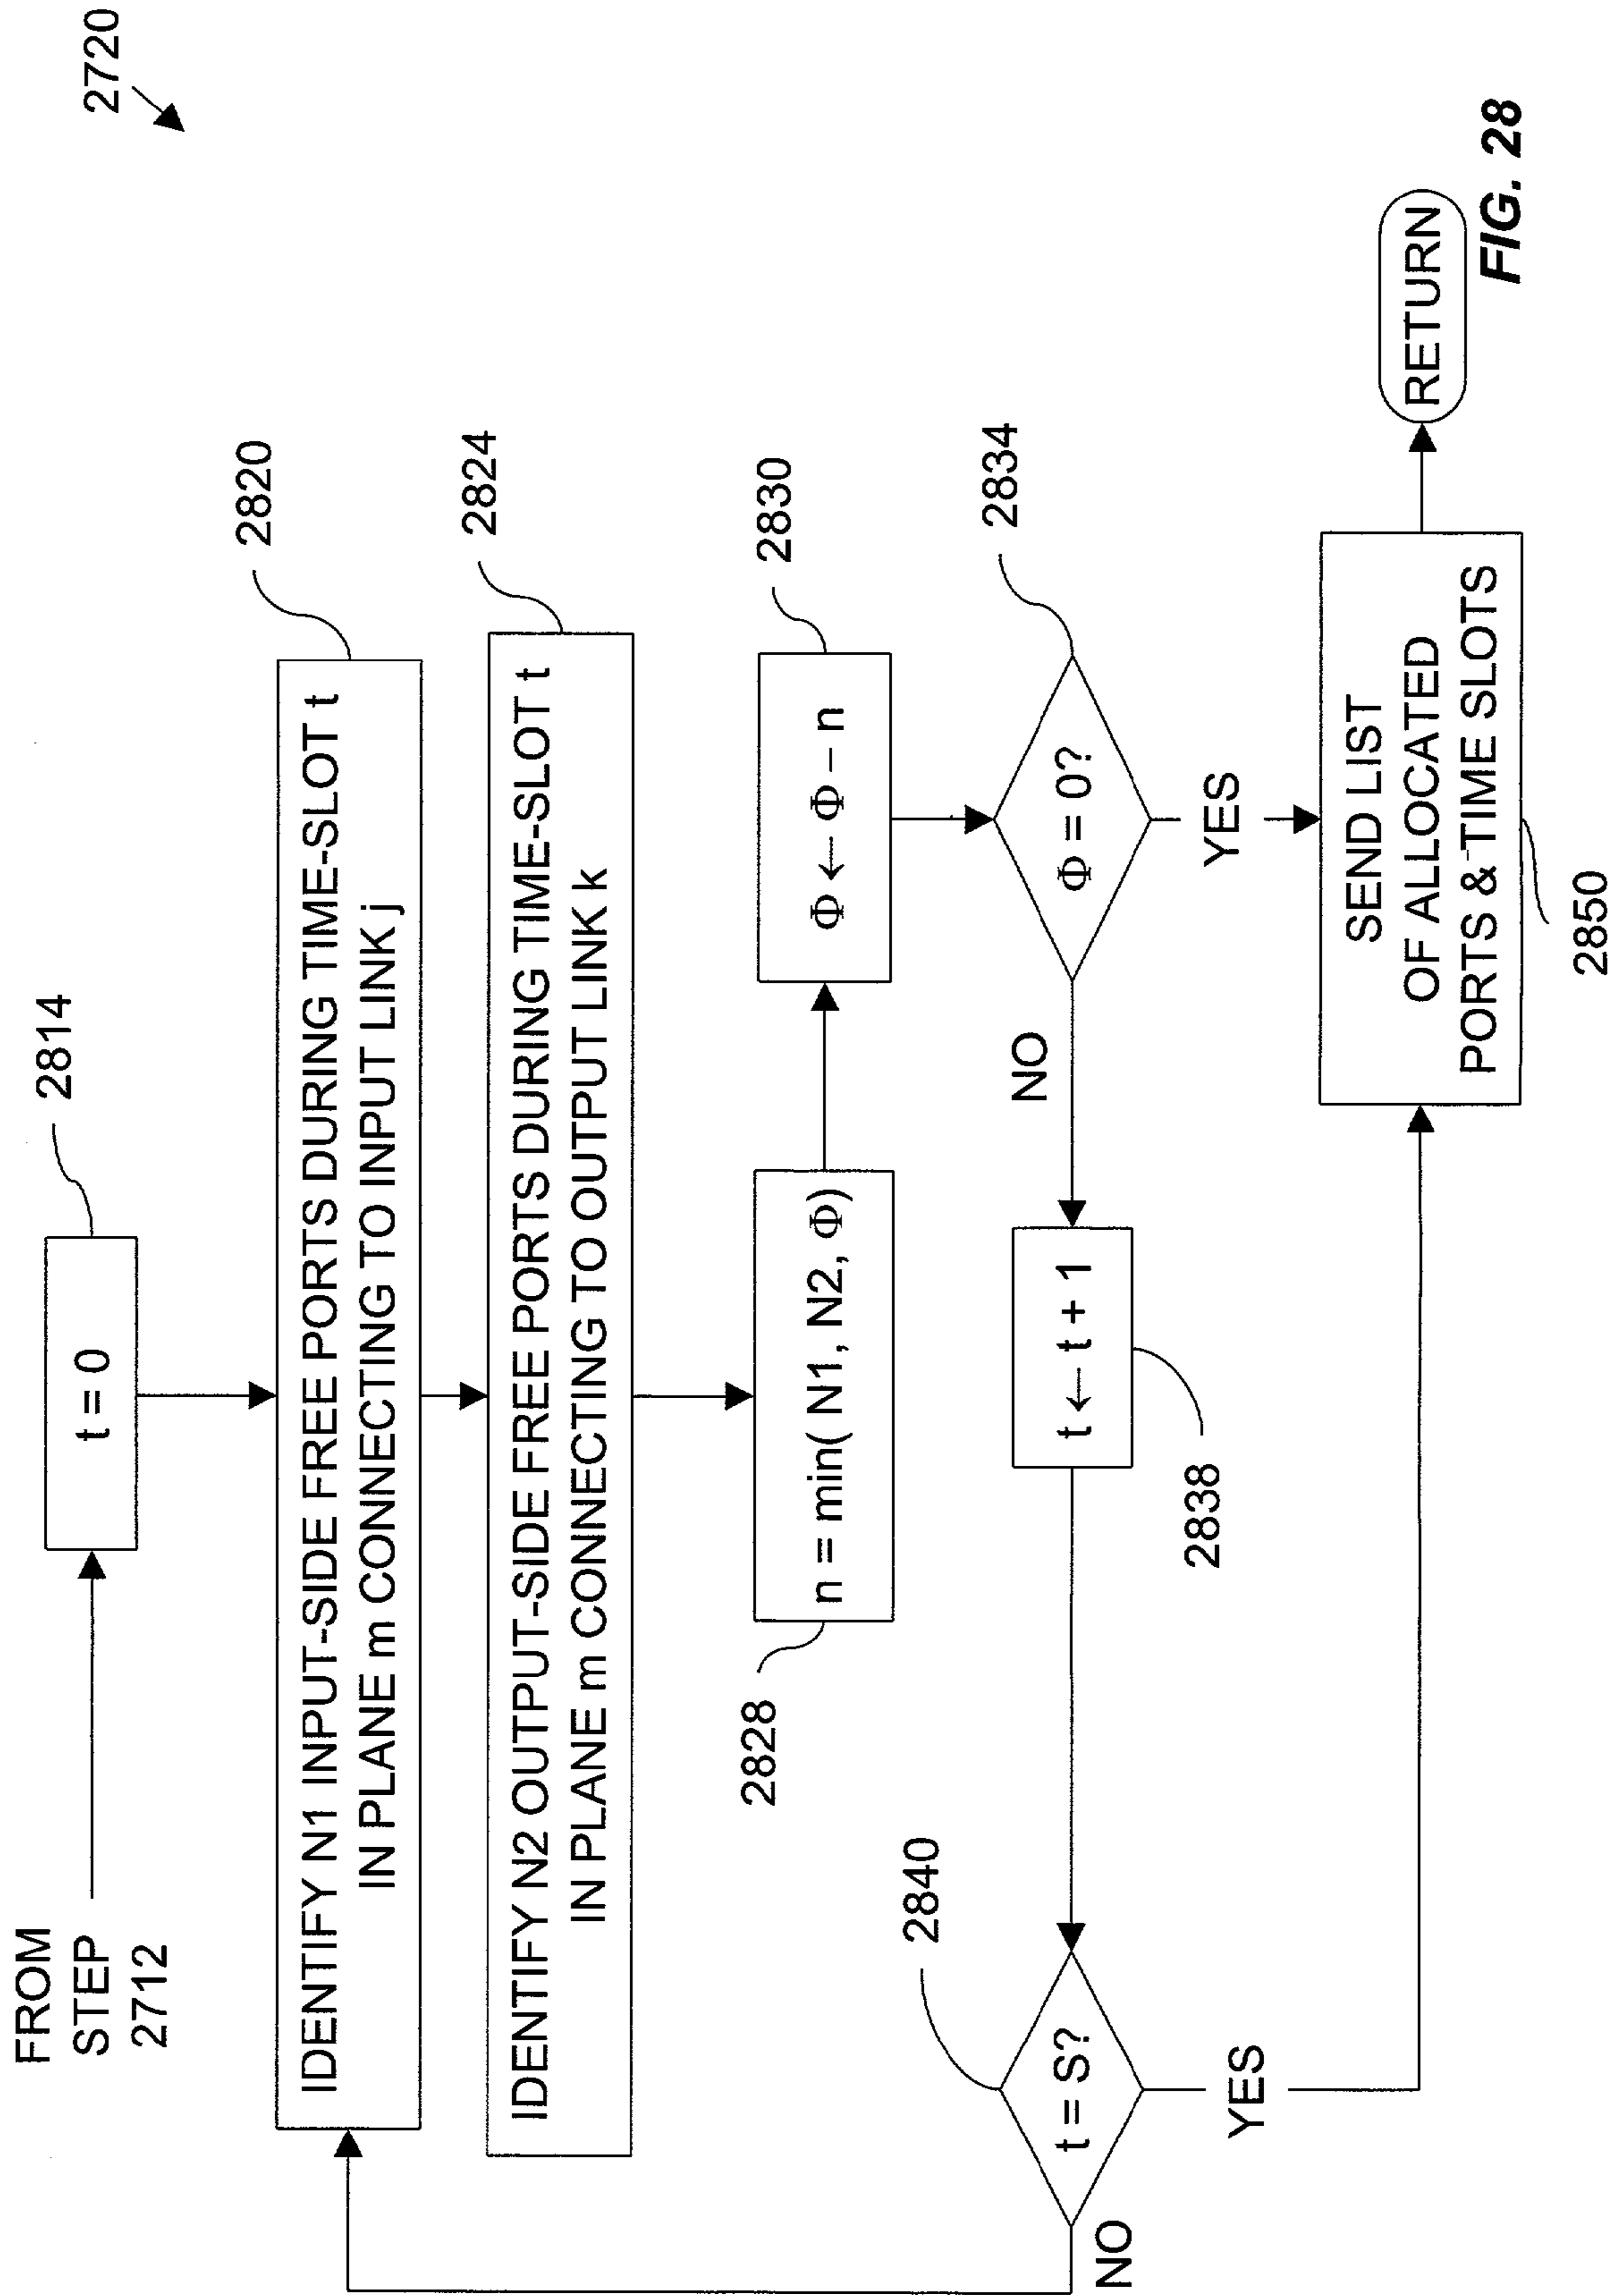 2720
FROM
STEP
2712
t = 0
2814
IDENTIFY N1 INPUT-SIDE FREE PORTS DURING TIME-SLOT t
IN PLANE m CONNECTING TO INPUT LINK j
2820
IDENTIFY N2 OUTPUT-SIDE FREE PORTS DURING TIME-SLOT t
IN PLANE m CONNECTING TO OUTPUT LINK k
2824
n = min( N1, N2, Φ)
2828
Φ ← Φ – n
2830
Φ = 0?
2834
NO
YES
t ← t + 1
2838
t = S?
2840
NO
YES
SEND LIST
OF ALLOCATED
PORTS & TIME SLOTS
2850
RETURN
FIG. 28